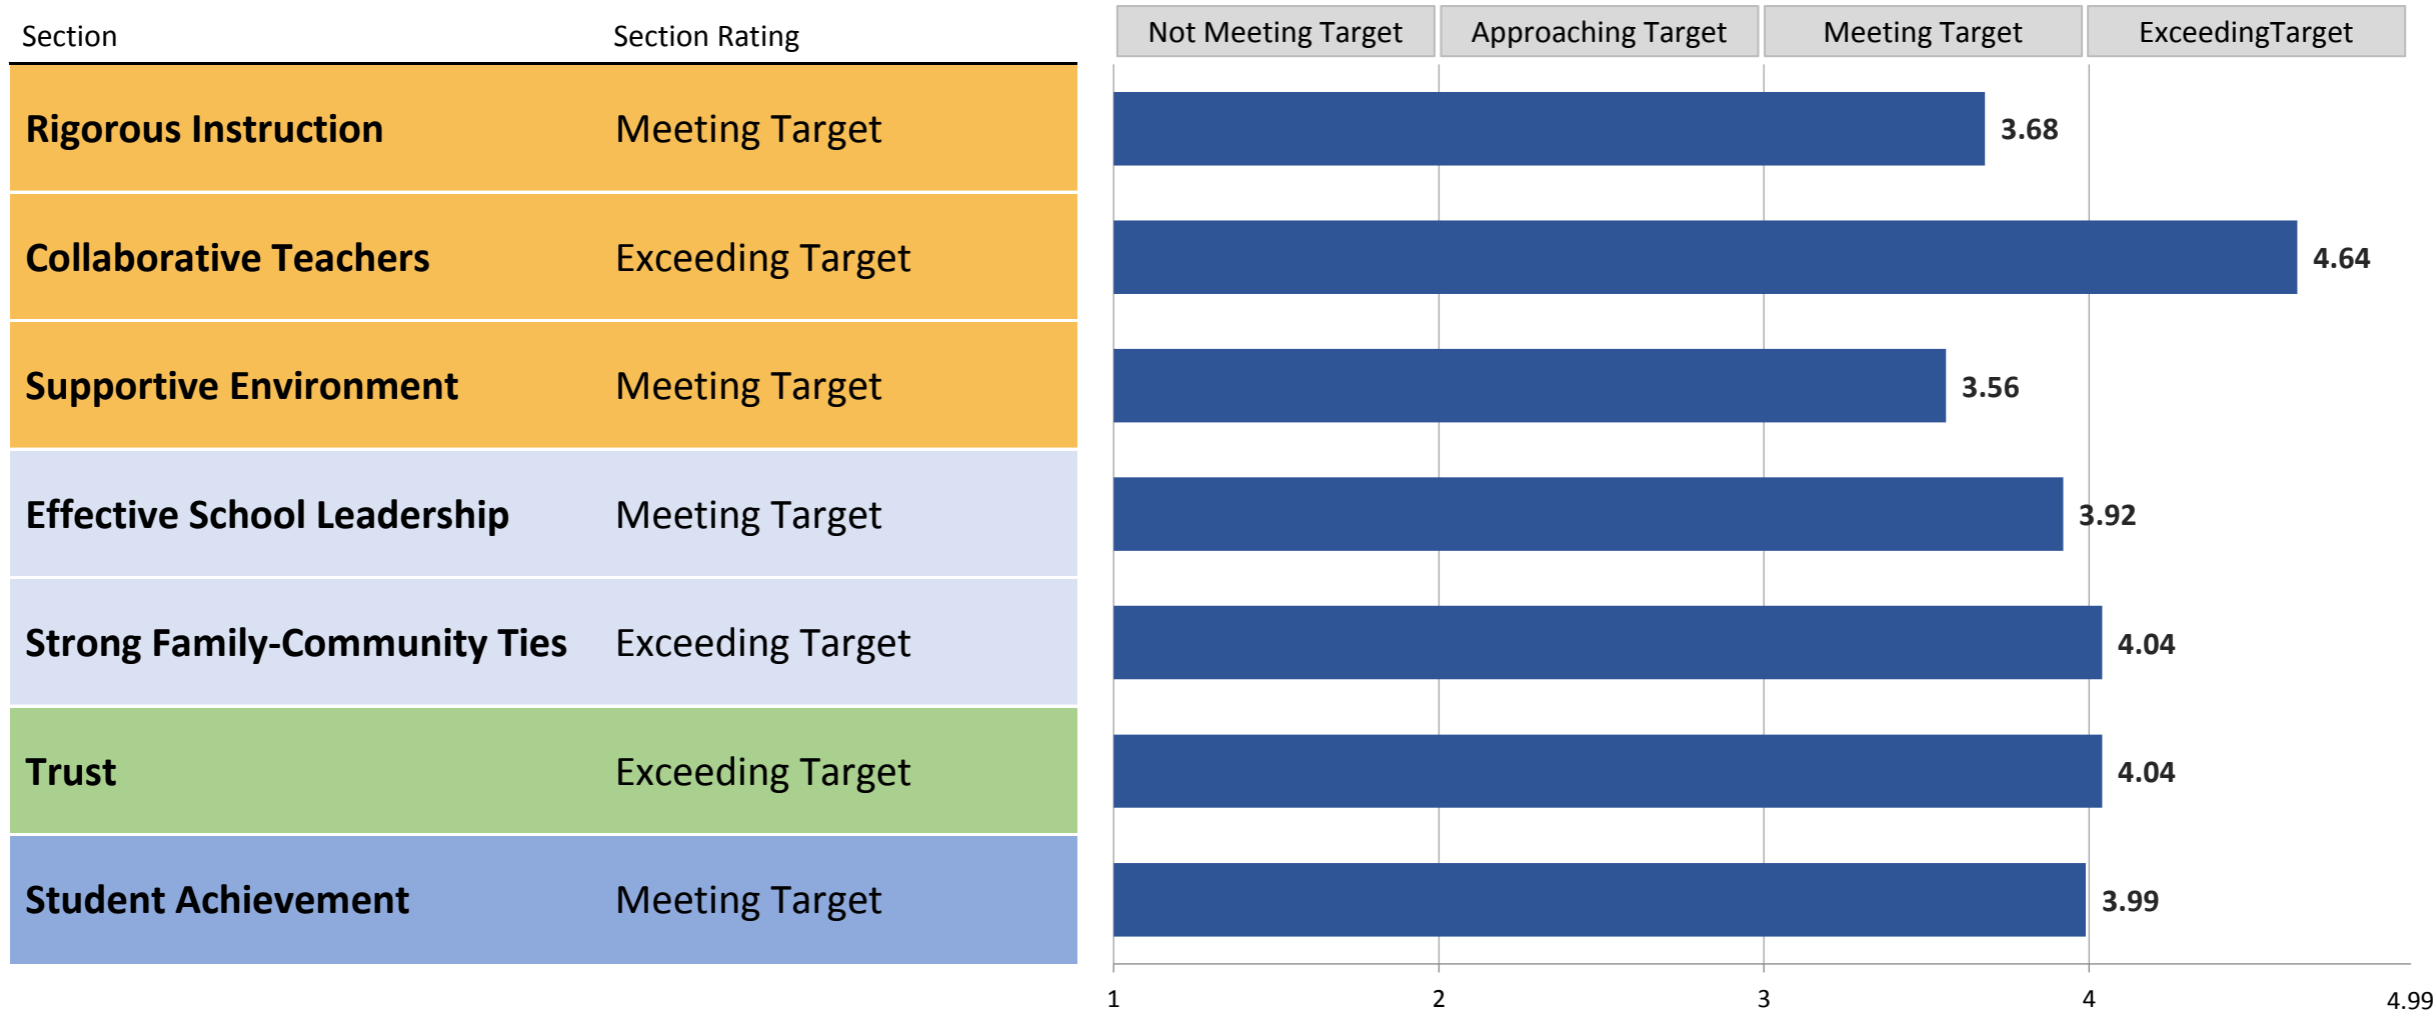 Section Section Rating Not Meeting Target Approaching Target Meeting Target ExceedingTarget
Rigorous Instruction Meeting Target 3.68
Collaborative Teachers Exceeding Target 4.64
Supportive Environment Meeting Target 3.56
Effective School Leadership Meeting Target 3.92
Strong Family-Community Ties Exceeding Target 4.04
Trust Exceeding Target 4.04
Student Achievement Meeting Target 3.99
1 2 3 4 4.99